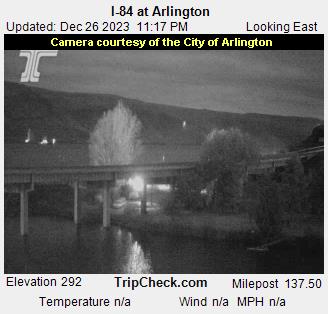 I-84 at Arlington
Updated: Dec 26 2023 11:17 PM Looking East
Camera courtesy of the City of Arlington
Elevation 292 TripCheck.com Milepost 137.50
Temperature n/a Wind n/a MPH n/a